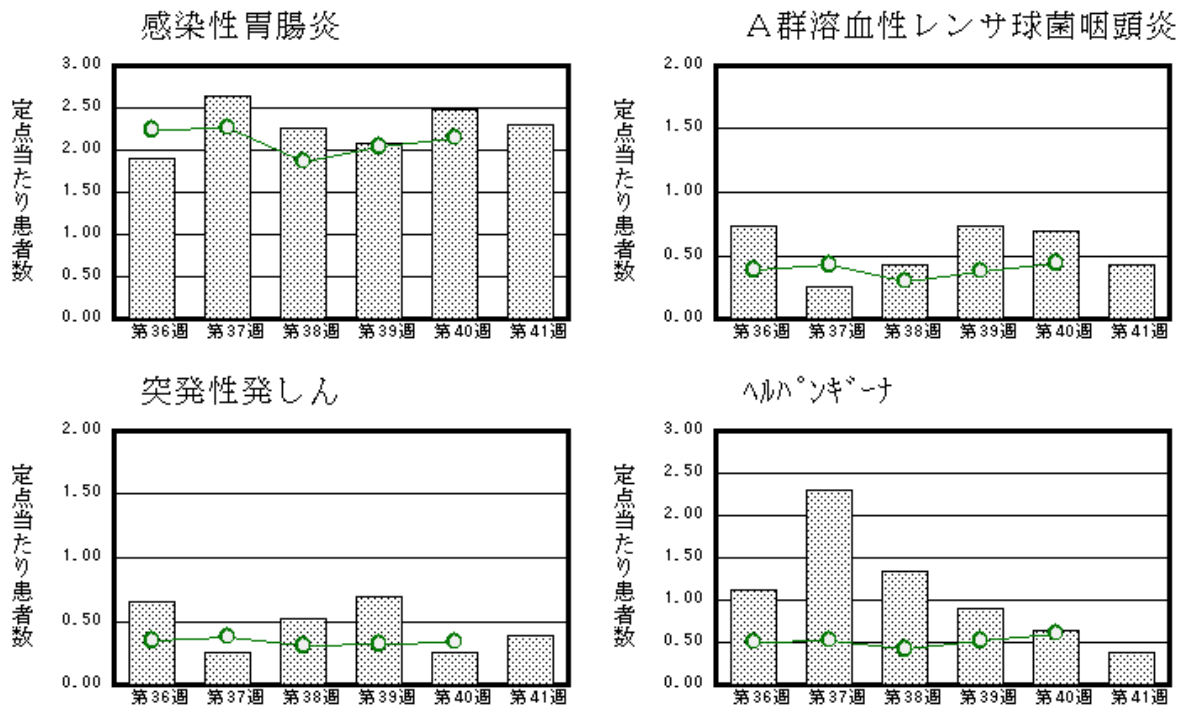 感染性胃腸炎
定点当たり患者数
3.00
2.50
2.00
1.50
1.00
0.50
0.00
第36週 第37週 第38週 第39週 第40週 第41週
A群溶血性レンサ球菌咽頭炎
定点当たり患者数
2.00
1.50
1.00
0.50
0.00
第36週 第37週 第38週 第39週 第40週 第41週
突発性発しん
定点当たり患者数
2.00
1.50
1.00
0.50
0.00
第36週 第37週 第38週 第39週 第40週 第41週
ヘルパンギーナ
定点当たり患者数
3.00
2.50
2.00
1.50
1.00
0.50
0.00
第36週 第37週 第38週 第39週 第40週 第41週